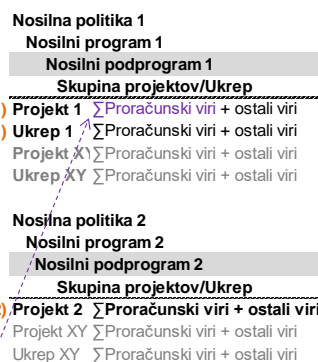 Nosilna politika 1
Nosilni program 1
Nosilni podprogram 1
Skupina projektov/Ukrep
) Projekt 1 ∑Proračunski viri + ostali viri
) Ukrep 1 ∑Proračunski viri + ostali viri
Projekt XY ∑Proračunski viri + ostali viri
Ukrep XY ∑Proračunski viri + ostali viri
Nosilna politika 2
Nosilni program 2
Nosilni podprogram 2
Skupina projektov/Ukrep
) Projekt 2 ∑Proračunski viri + ostali viri
Projekt XY ∑Proračunski viri + ostali viri
Ukrep XY ∑Proračunski viri + ostali viri